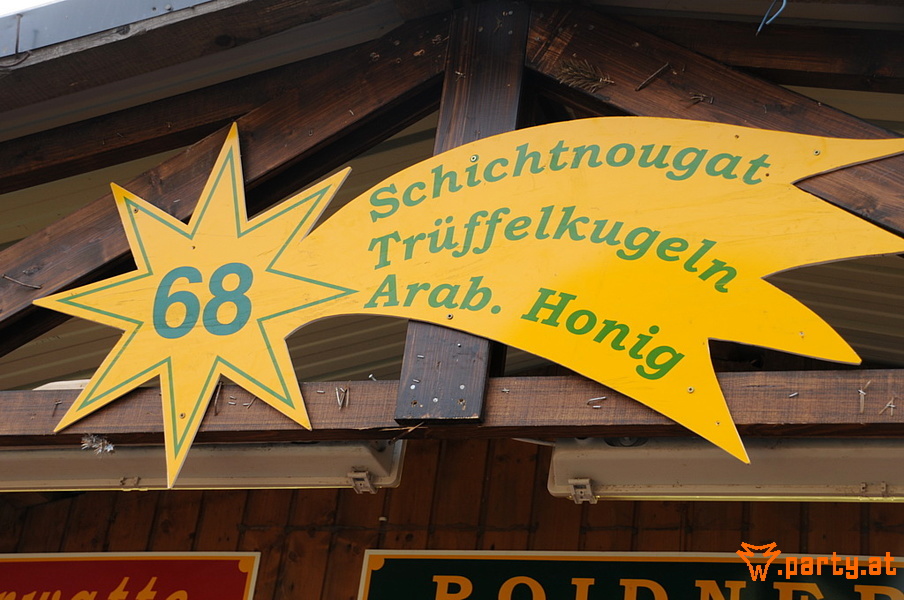 68
Schichtnougat
Trüffelkugeln
Arab. Honig
.party.at